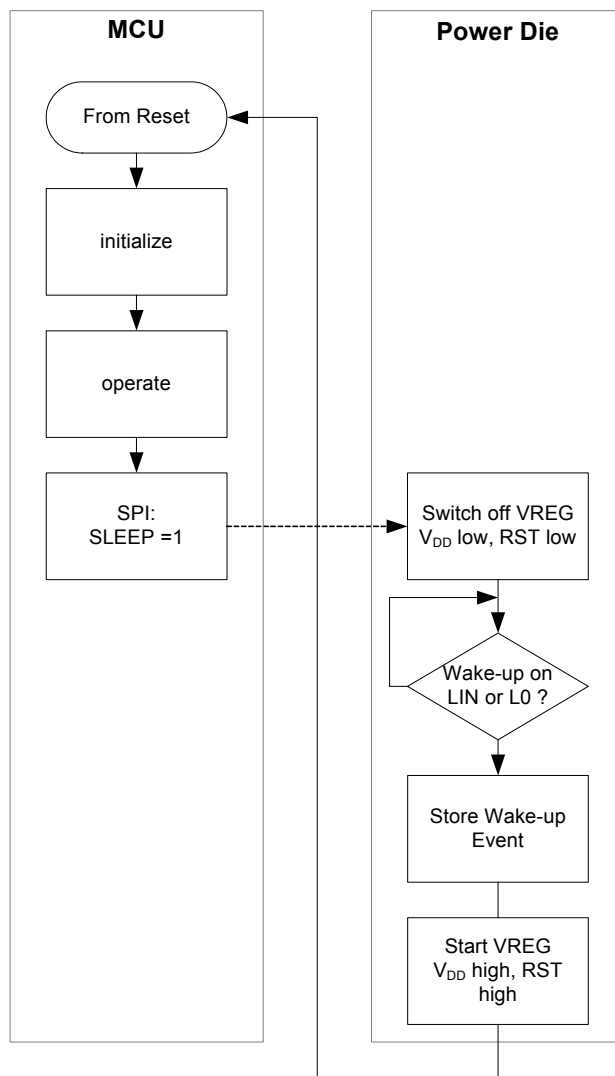 MCU
From Reset
initialize
operate
SPI:
SLEEP =1
Power Die
Switch off VREG
VDD low, RST low
Wake-up on
LIN or L0 ?
Store Wake-up
Event
Start VREG
VDD high, RST
high